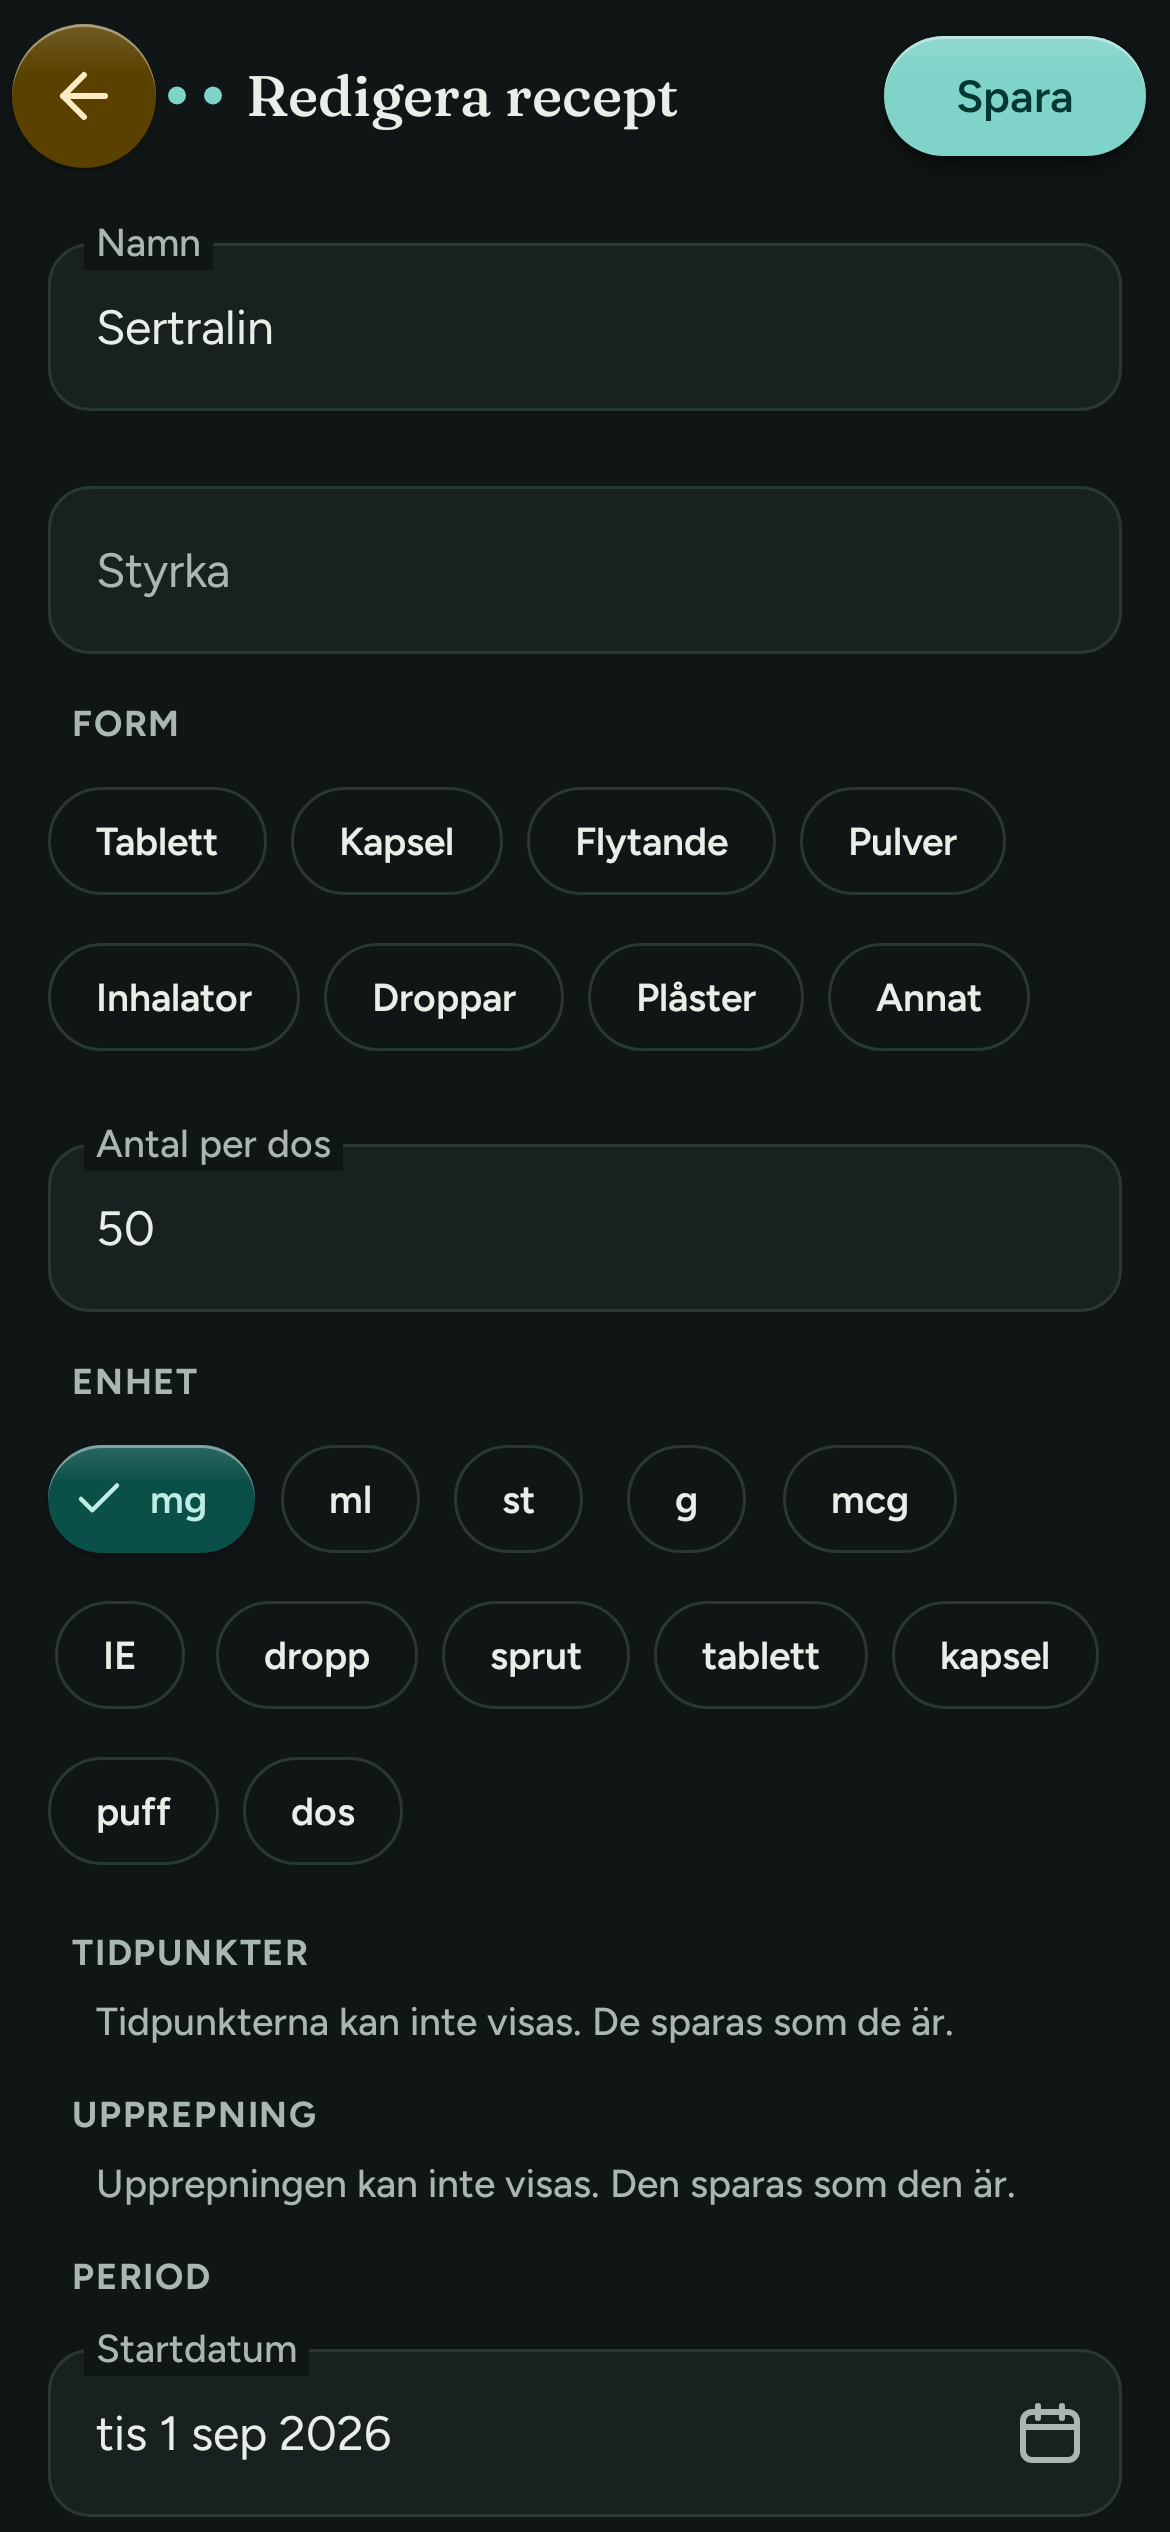 Redigera recept
Spara
Namn
Sertralin
Styrka
FORM
Tablett Kapsel Flytande Pulver
Inhalator Droppar Plåster Annat
Antal per dos
50
ENHET
mg ml st g mcg
IE dropp sprut tablett kapsel
puff dos
TIDPUNKTER
Tidpunkterna kan inte visas. De sparas som de är.
UPPREPNING
Upprepningen kan inte visas. Den sparas som den är.
PERIOD
Startdatum
tis 1 sep 2026